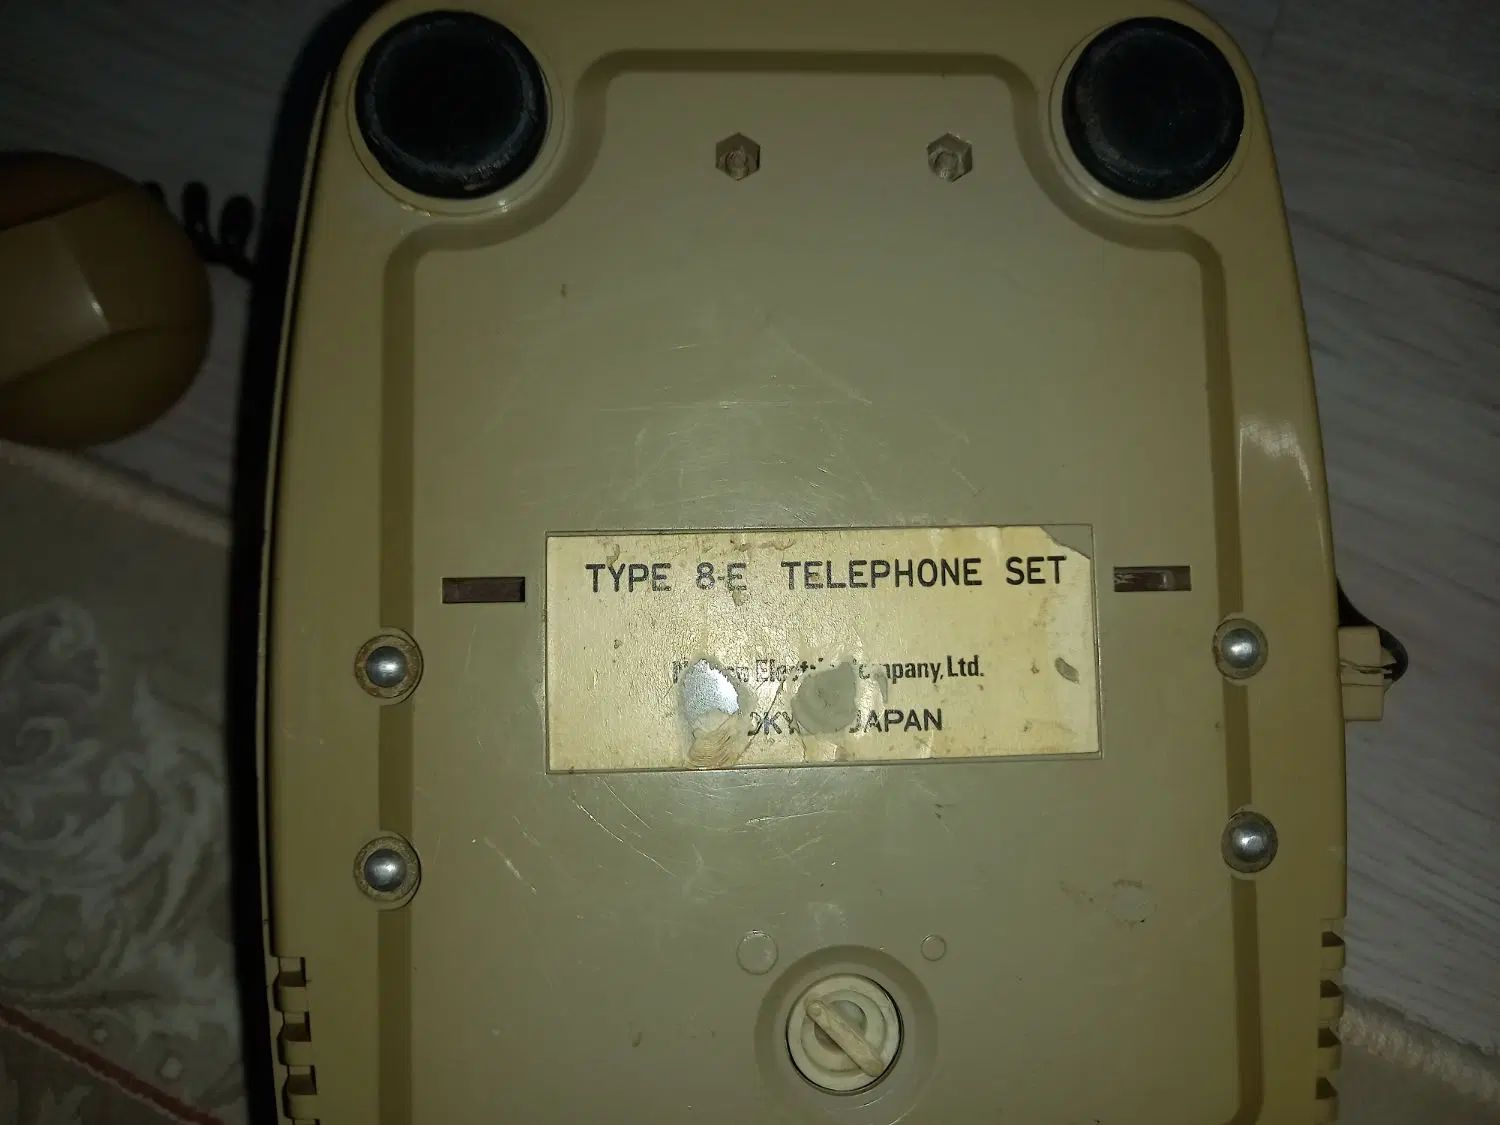 TYPE 8-E TELEPHONE SET
Company, Ltd.
JAPAN